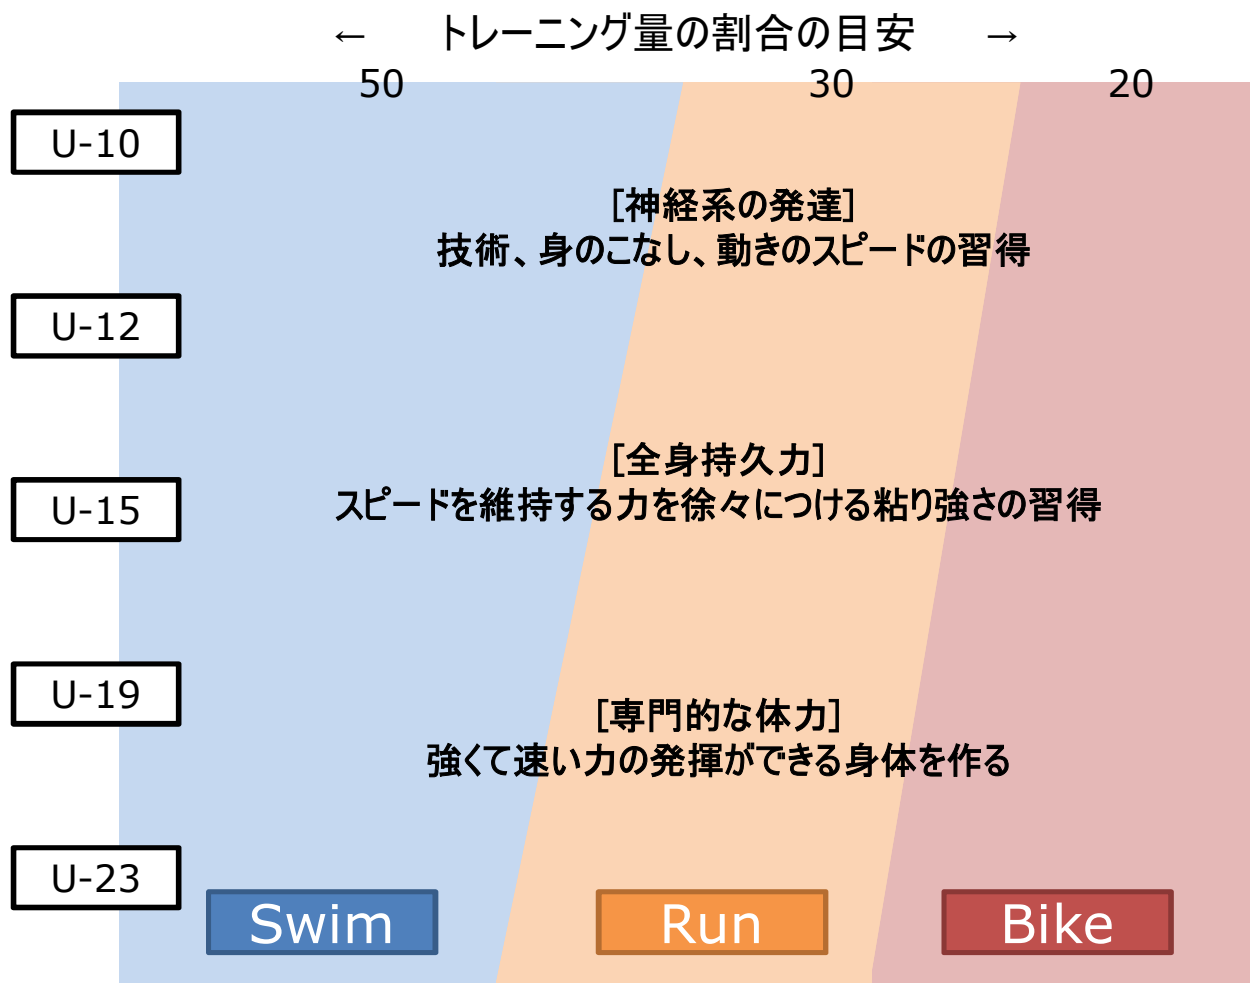 ← トレーニング量の割合の目安 →
50 30 20
U-10
[神経系の発達]
技術、身のこなし、動きのスピードの習得
U-12
[全身持久力]
スピードを維持する力を徐々につける粘り強さの習得
U-15
U-19
[専門的な体力]
強くて速い力の発揮ができる身体を作る
U-23
Swim Run Bike